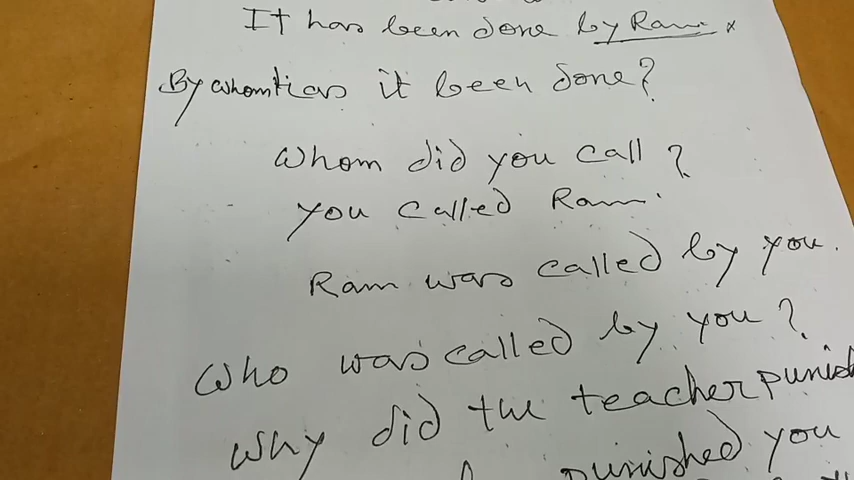 It has been done by Ram. x
By whom has it been done?
Whom did you call?
You called Ram.
Ram was called by you.
Who was called by you?
Why did the teacher punish
punished you